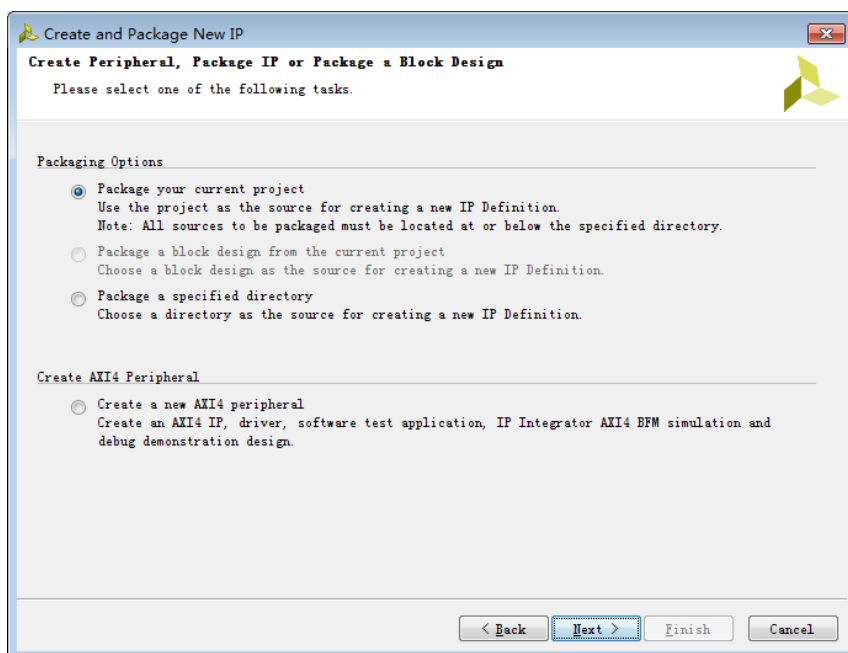 Create and Package New IP
Create Peripheral, Package IP or Package a Block Design
Please select one of the following tasks.
Packaging Options
Package your current project
Use the project as the source for creating a new IP Definition.
Note: All sources to be packaged must be located at or below the specified directory.
Package a block design from the current project
Choose a block design as the source for creating a new IP Definition.
Package a specified directory
Choose a directory as the source for creating a new IP Definition.
Create AXI4 Peripheral
Create a new AXI4 peripheral
Create an AXI4 IP, driver, software test application, IP Integrator AXI4 BFM simulation and
debug demonstration design.
< Back Next > Finish Cancel